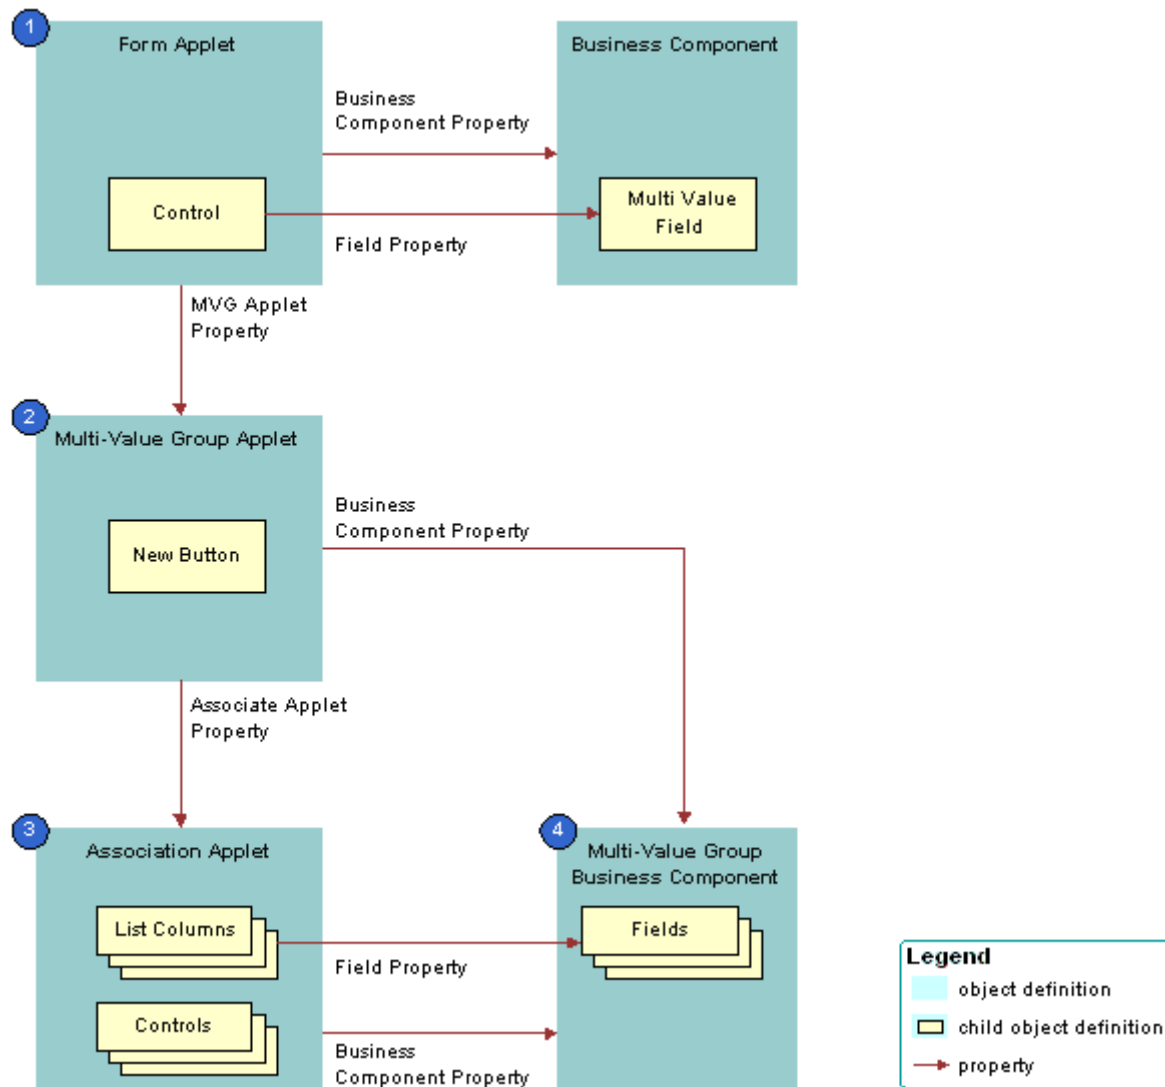 1
Form Applet
Business Component
Business
Component Property
Control
Multi Value
Field
Field Property
MVG Applet
Property
2
Multi-Value Group Applet
Business
Component Property
New Button
Associate Applet
Property
3
Association Applet
4
Multi-Value Group
Business Component
List Columns
Fields
Field Property
Controls
Business
Component Property
Legend
object definition
child object definition
property